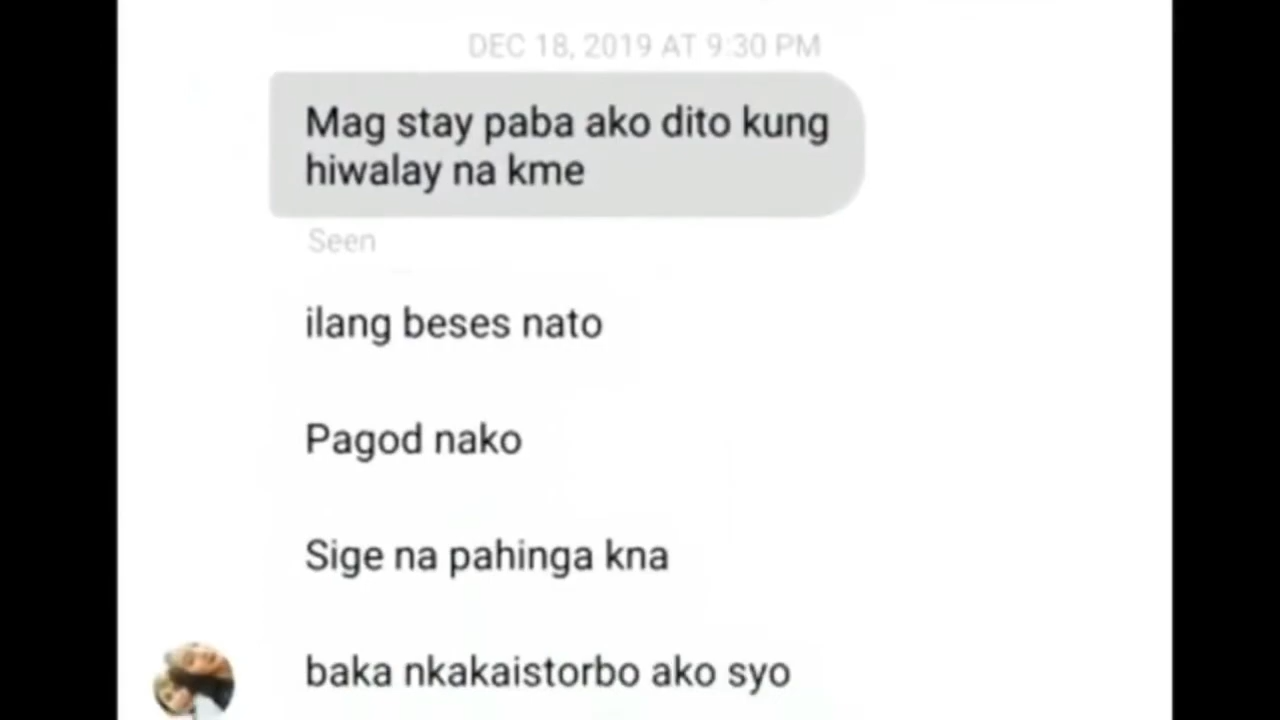 DEC 18, 2019 AT 9:30 PM
Mag stay paba ako dito kung
hiwalay na kme
Seen
ilang beses nato
Pagod nako
Sige na pahinga kna
baka nkakaistorbo ako syo